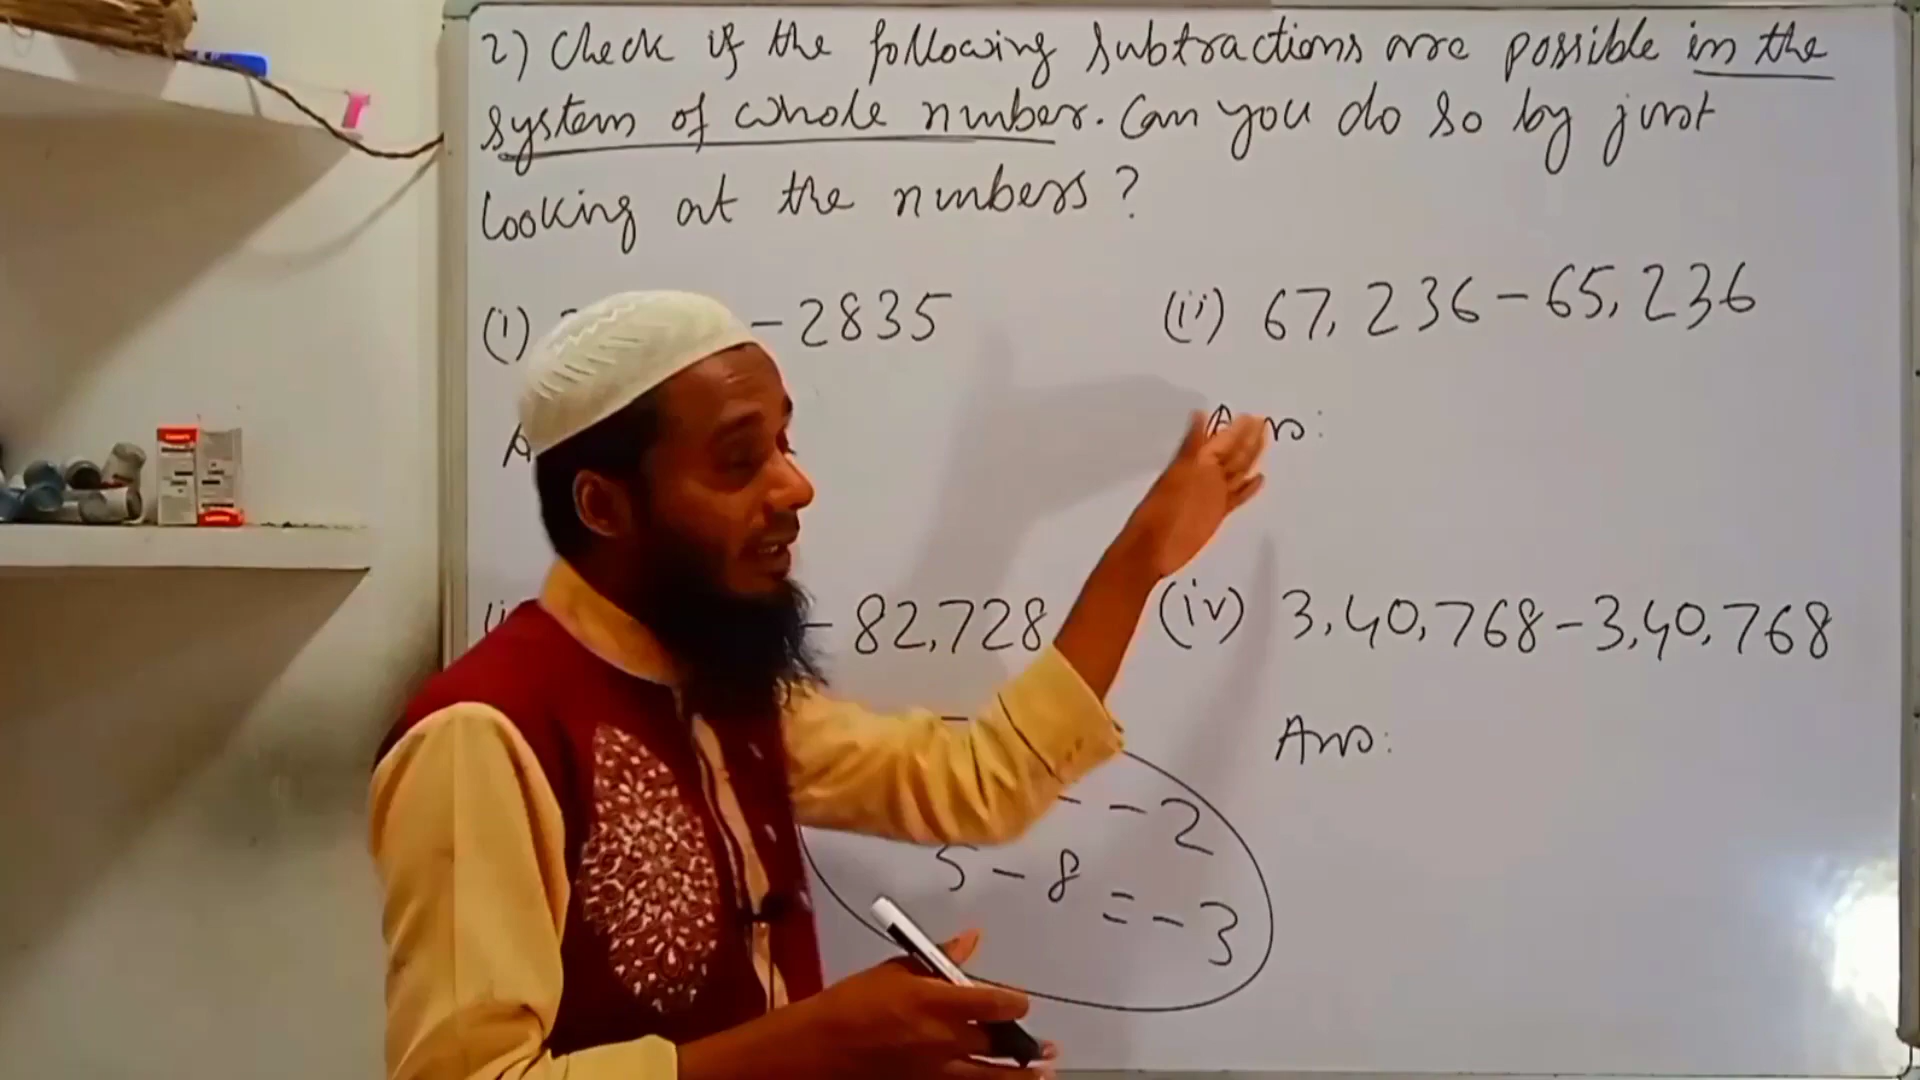 2) Check if the following subtractions are possible in the
system of whole number. Can you do so by just
looking at the numbers?
(i) - 2835
(ii) 67,236 - 65,236
Ans:
- 82,728
(iv) 3,40,768 - 3,40,768
Ans:
- 2
5 - 8 = - 3